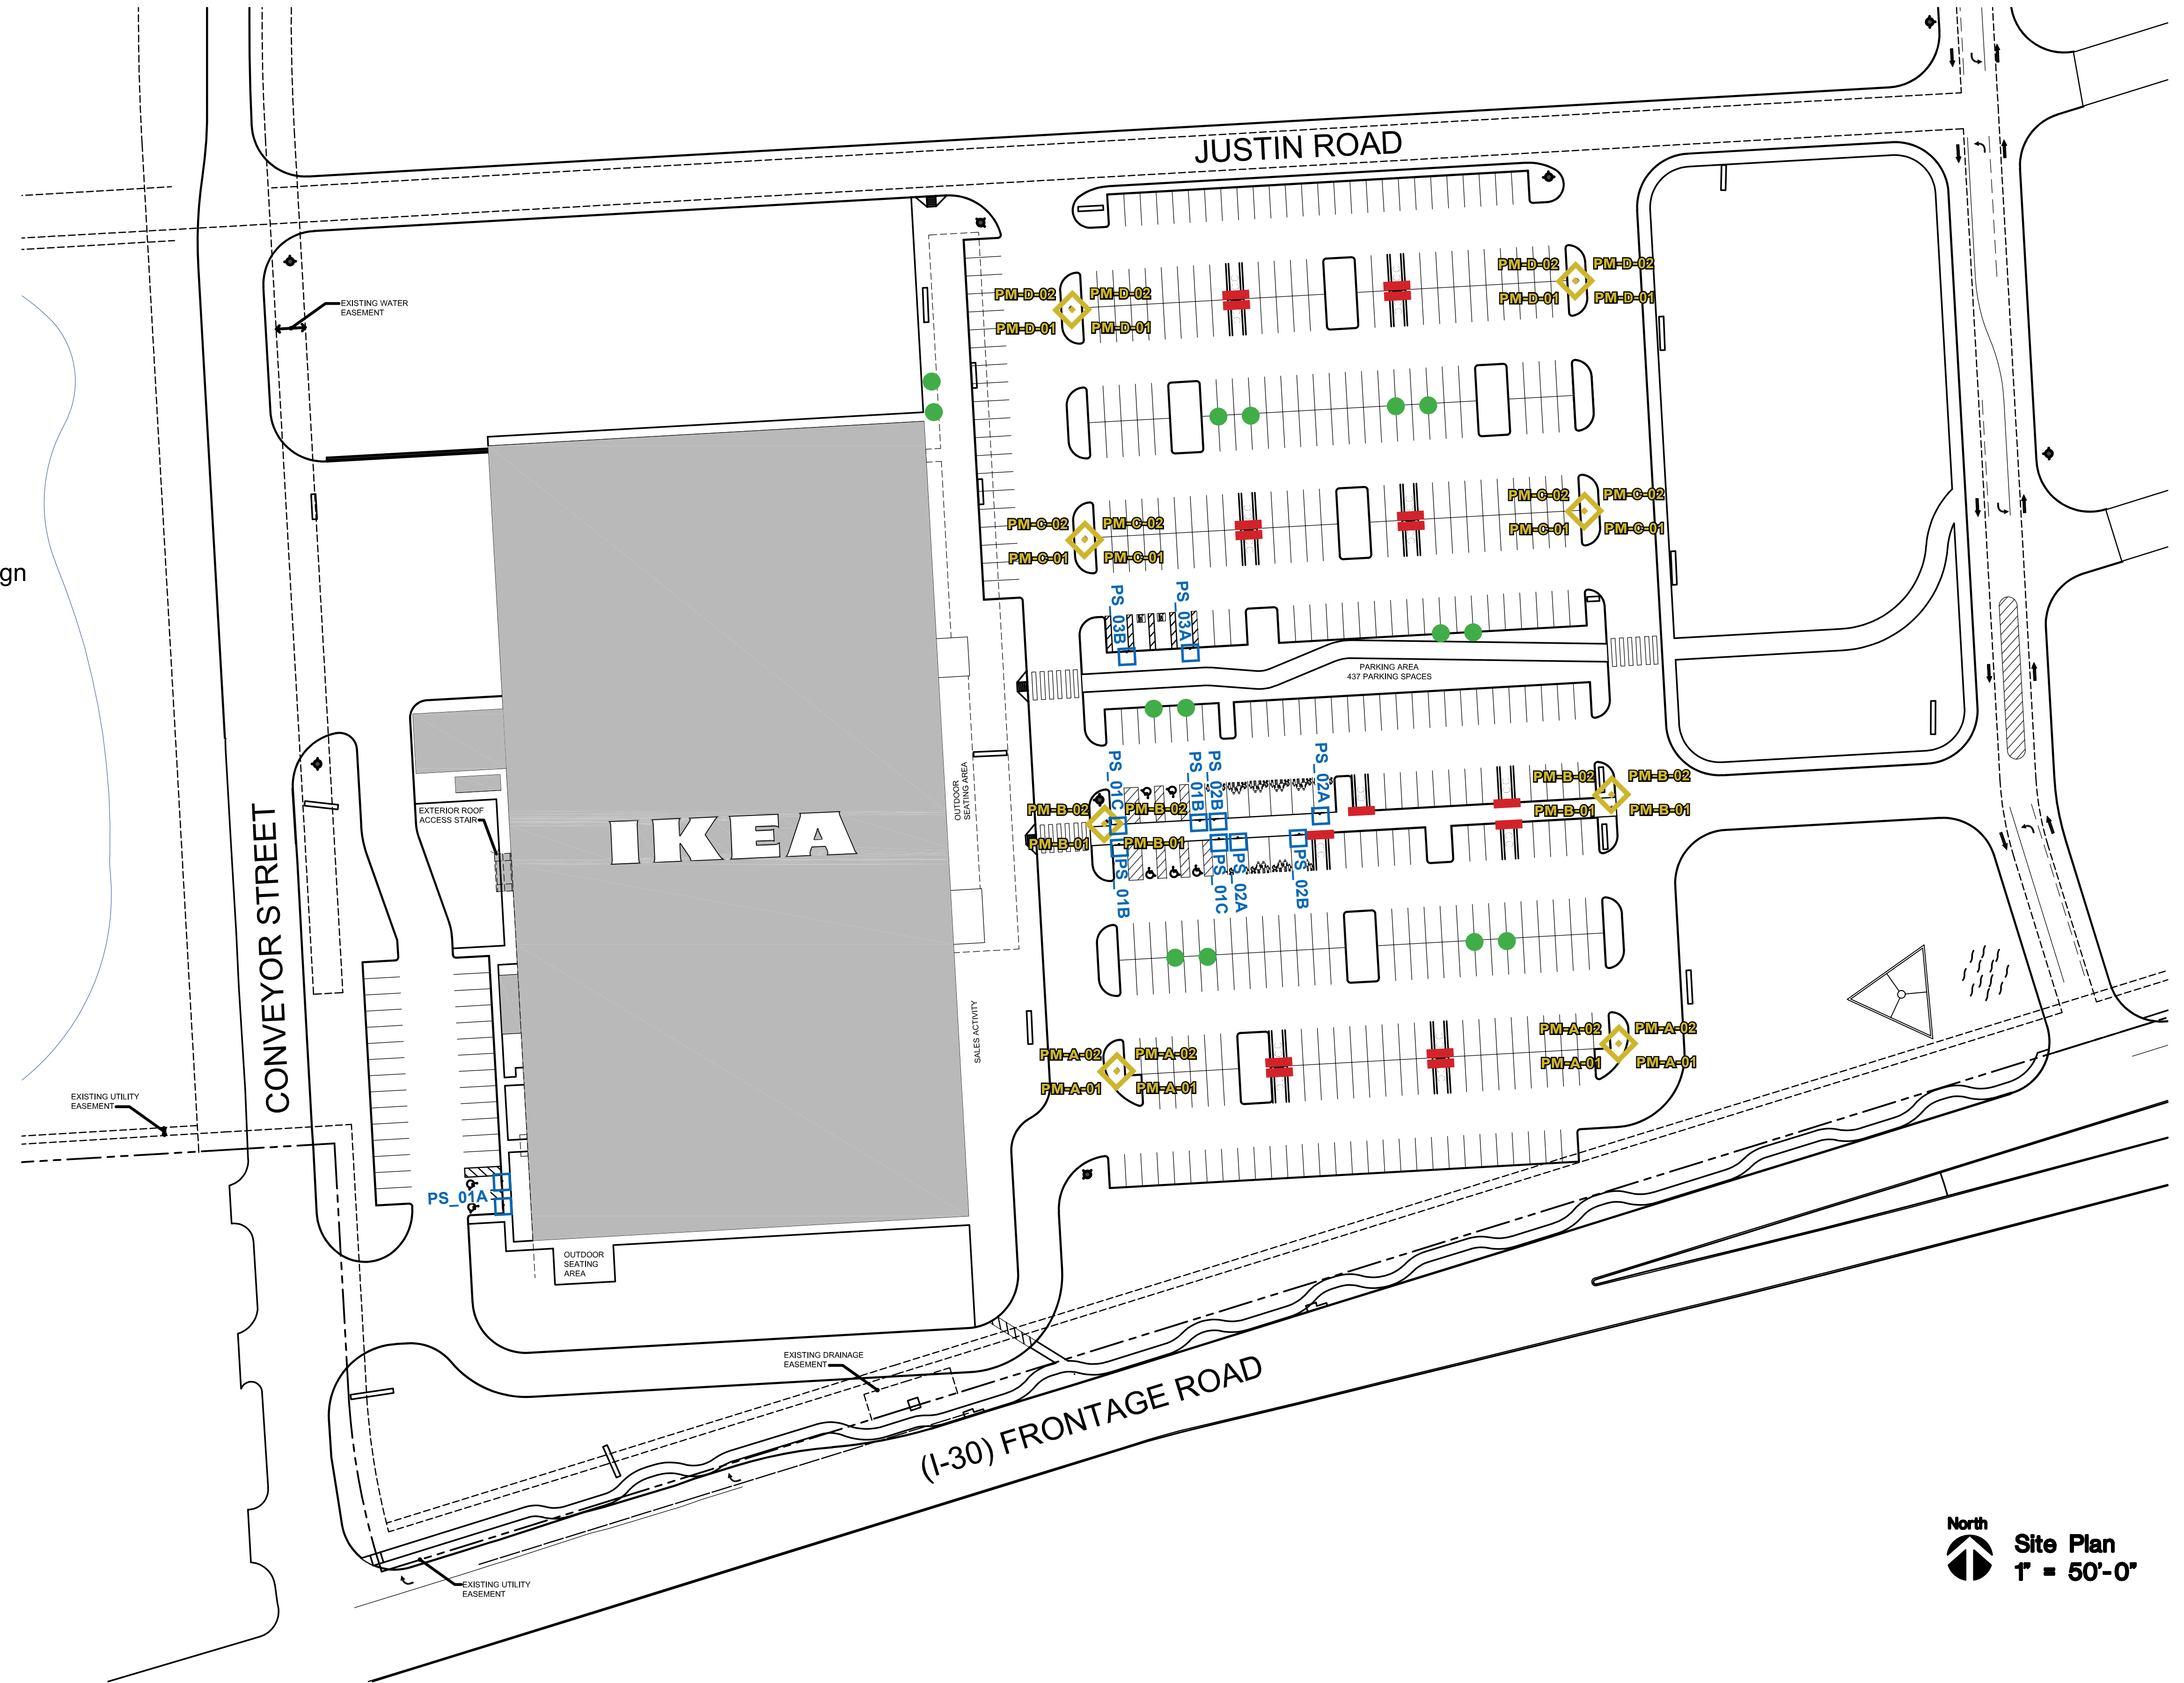 JUSTIN ROAD
PM-D-02 PM-D-02
PM-D-01 PM-D-01
PM-D-02 PM-D-02
PM-D-01 PM-D-01
EXISTING WATER
EASEMENT
PM-C-02 PM-C-02
PM-C-01 PM-C-01
PM-C-02 PM-C-02
PM-C-01 PM-C-01
gn
PS_03B
PS_03A
PARKING AREA
437 PARKING SPACES
PS_01C
PS_01B
PS_02B
PS_02A
PM-B-02 PM-B-02
PM-B-01 PM-B-01
PM-B-02 PM-B-02
PM-B-01 PM-B-01
PS_01B
PS_01C
PS_02A
PS_02B
OUTDOOR
SEATING AREA
EXTERIOR ROOF
ACCESS STAIR
IKEA
CONVEYOR STREET
SALES ACTIVITY
PM-A-02 PM-A-02
PM-A-01 PM-A-01
PM-A-02 PM-A-02
PM-A-01 PM-A-01
EXISTING UTILITY
EASEMENT
PS_01A
OUTDOOR
SEATING
AREA
EXISTING DRAINAGE
EASEMENT
(I-30) FRONTAGE ROAD
EXISTING UTILITY
EASEMENT
North
Site Plan
1" = 50'-0"